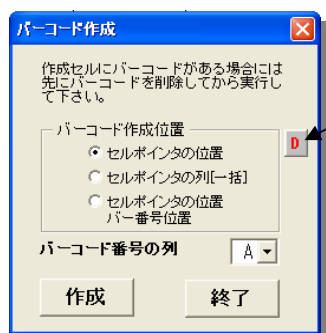 バーコード作成
作成セルにバーコードがある場合には
先にバーコードを削除してから実行し
て下さい。
バーコード作成位置
セルポインタの位置
D
セルポインタの列[一括]
セルポインタの位置
バー番号位置
バーコード番号の列
A
作成
終了